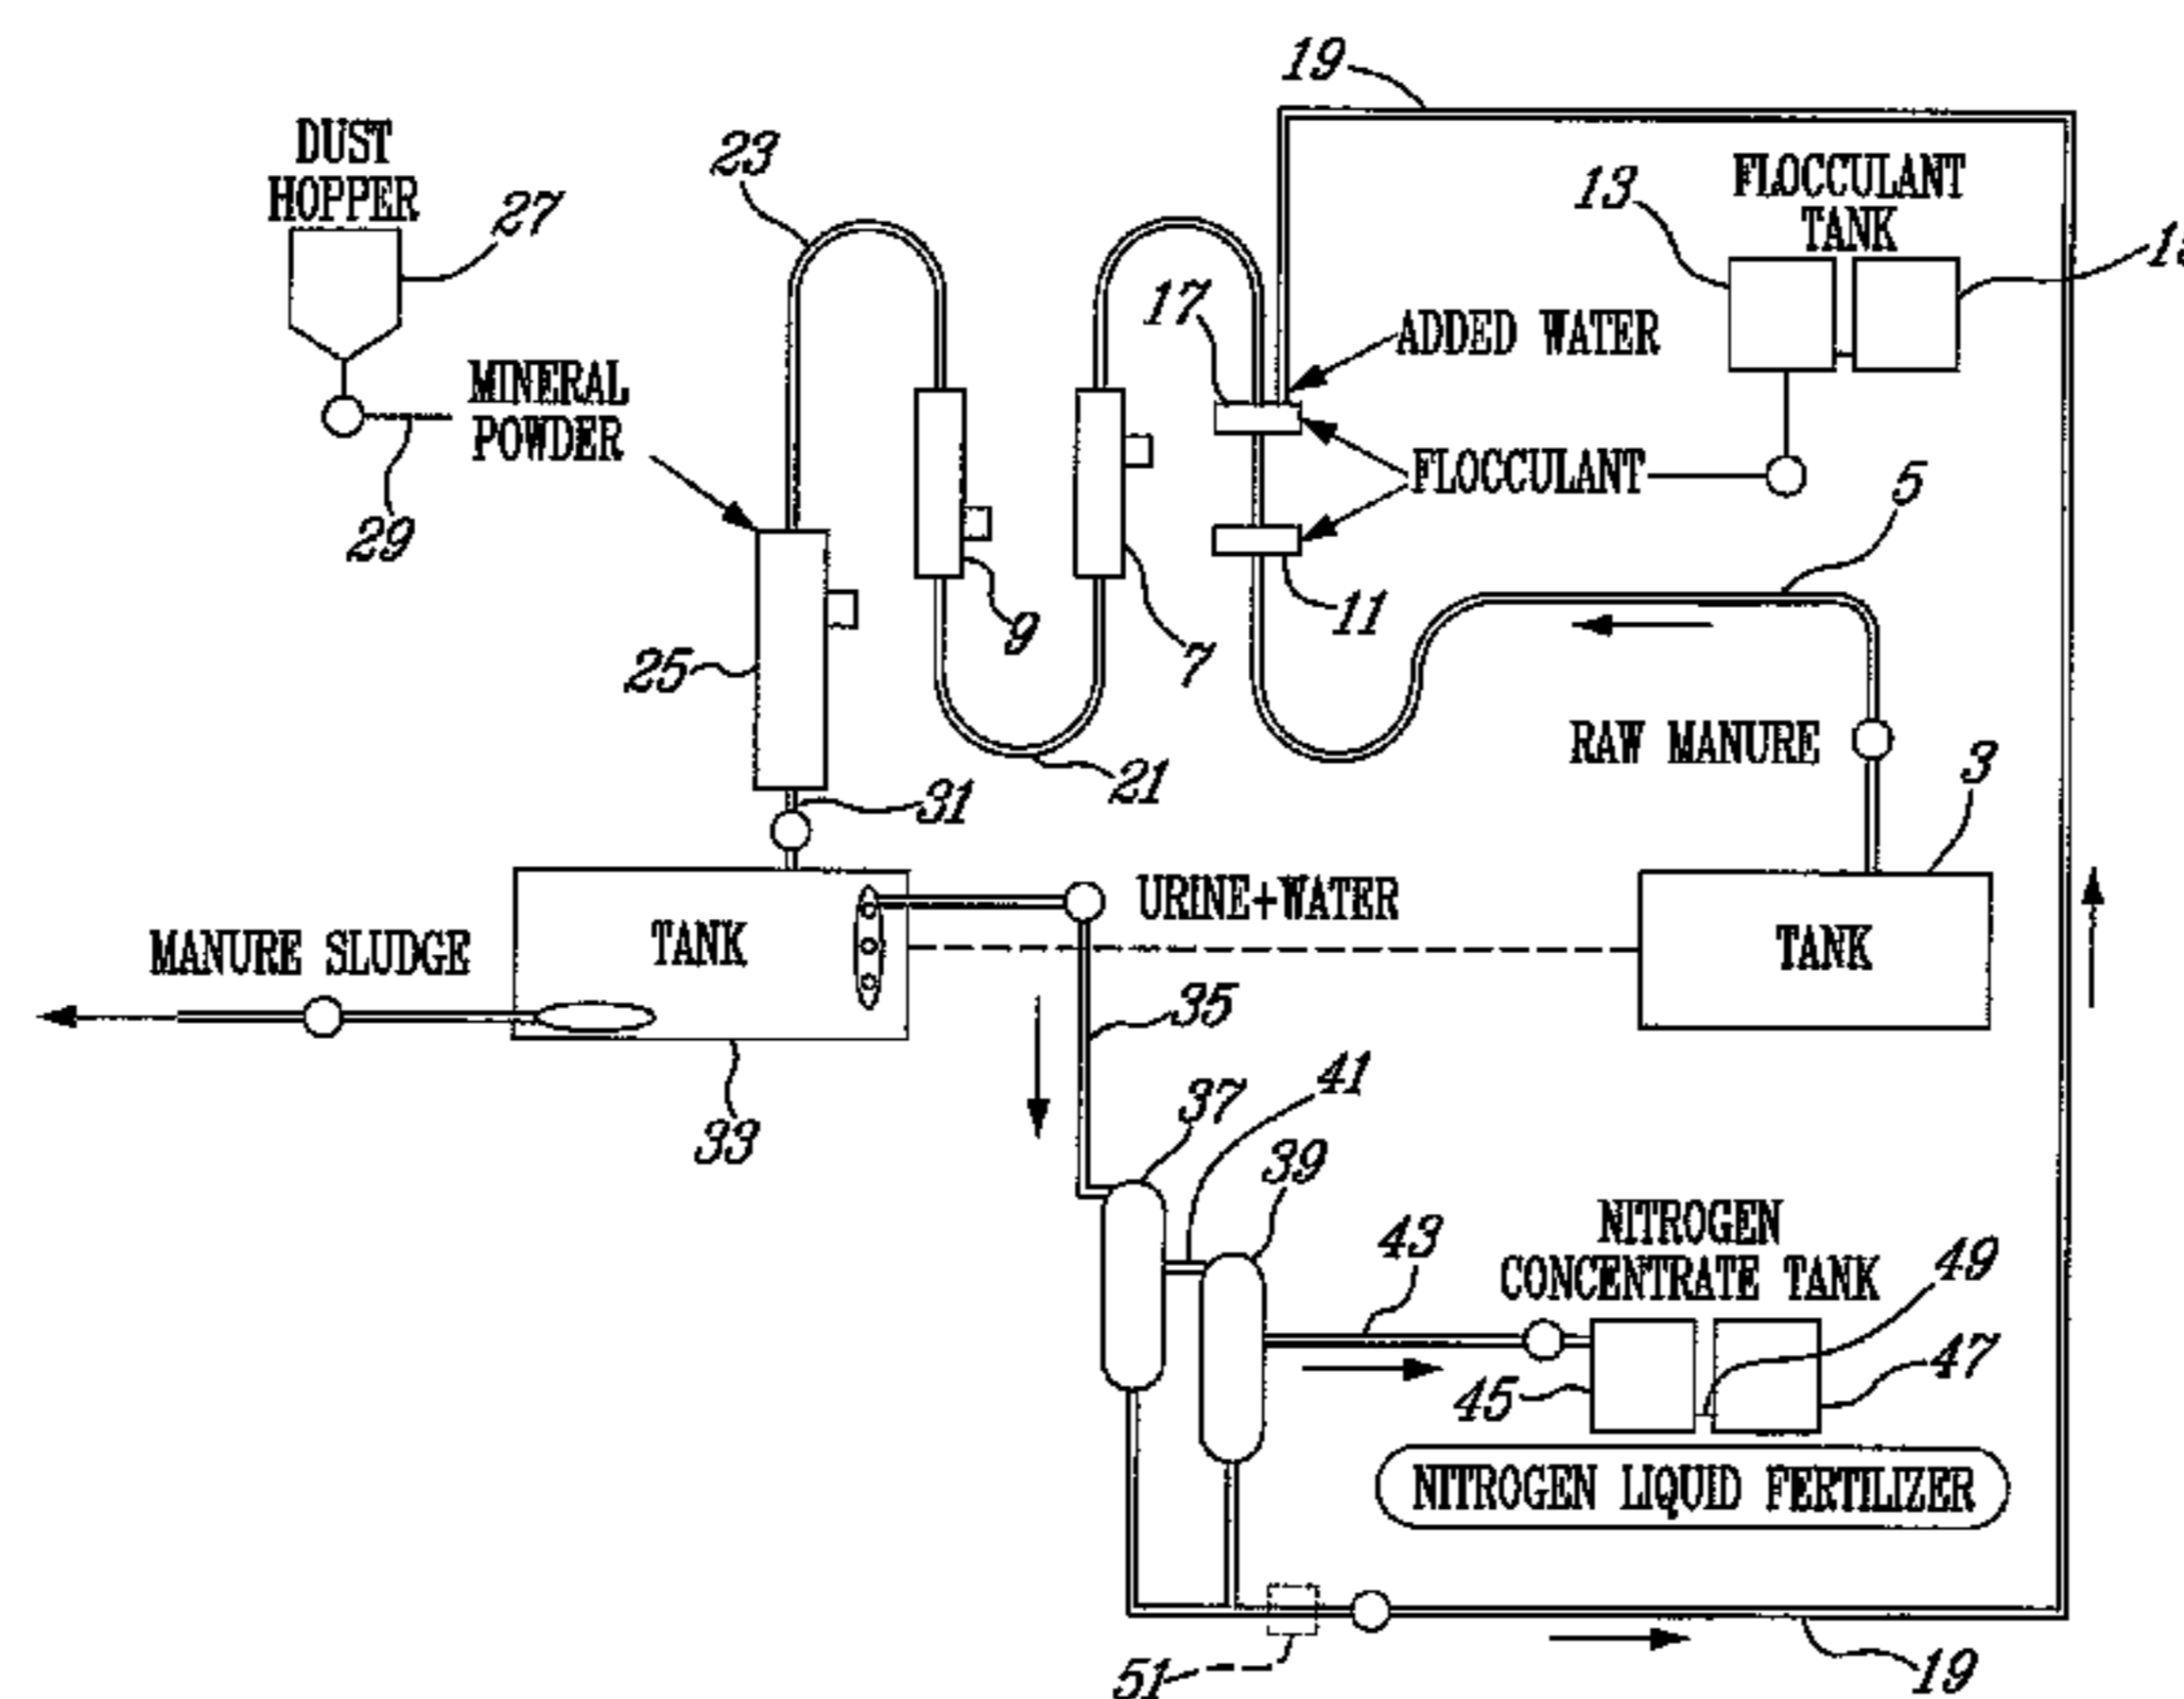 19
DUST
HOPPER
27
23
13
FLOCCULANT
TANK
17
ADDED WATER
MINERAL
POWDER
29
FLOCCULANT
5
9
7
11
25
21
31
RAW MANURE
3
URINE+WATER
MANURE SLUDGE
TANK
TANK
35
33
41
37
39
43
NITROGEN
CONCENTRATE TANK
49
45
47
NITROGEN LIQUID FERTILIZER
51
19